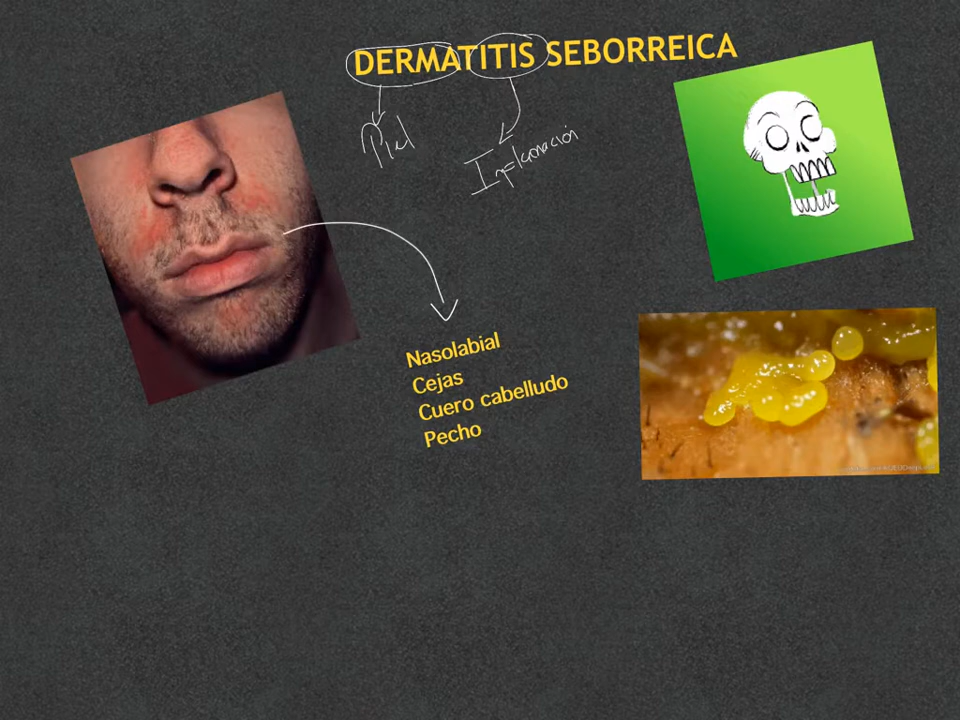 DERMATITIS SEBORREICA
Piel
Inflamación
Nasolabial
Cejas
Cuero cabelludo
Pecho